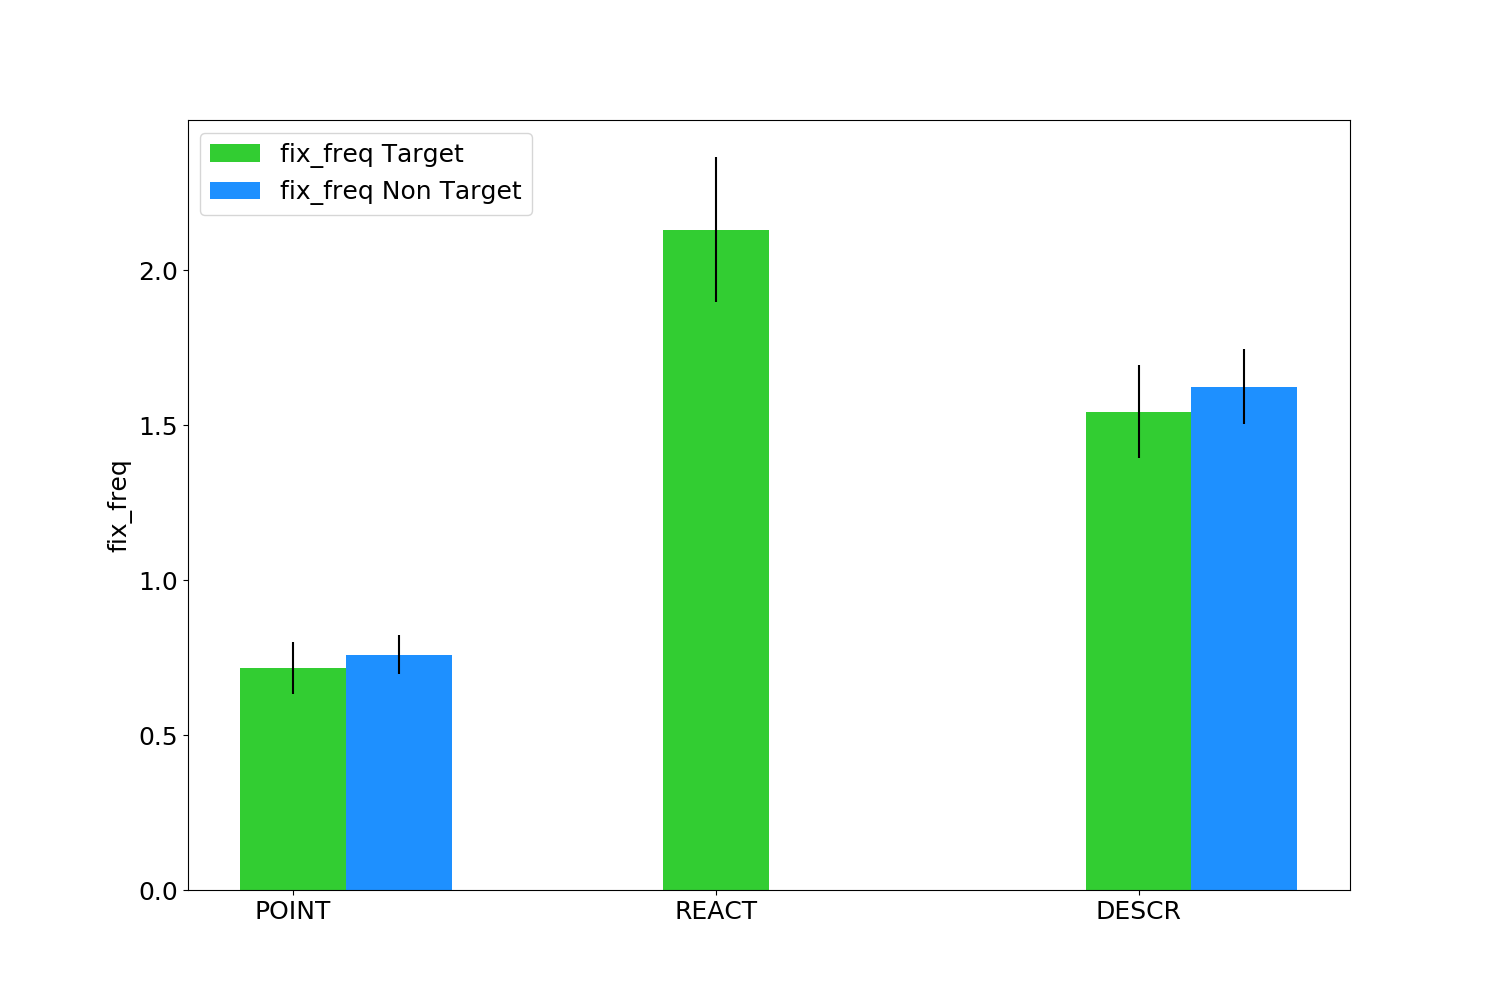 fix_freq Target
fix_freq Non Target
fix_freq
2.0
1.5
1.0
0.5
0.0
POINT
REACT
DESCR